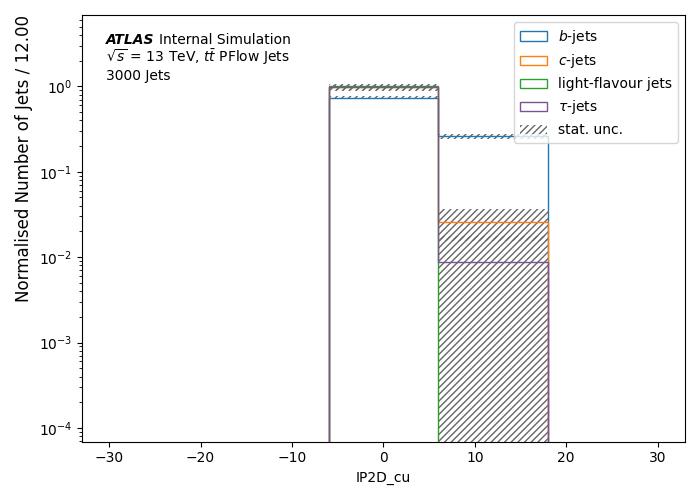 ATLAS Internal Simulation
√s = 13 TeV, tt̄ PFlow Jets
3000 Jets
b-jets
c-jets
light-flavour jets
τ-jets
stat. unc.
Normalised Number of Jets / 12.00
10⁰
10⁻¹
10⁻²
10⁻³
10⁻⁴
−30 −20 −10 0 10 20 30
IP2D_cu